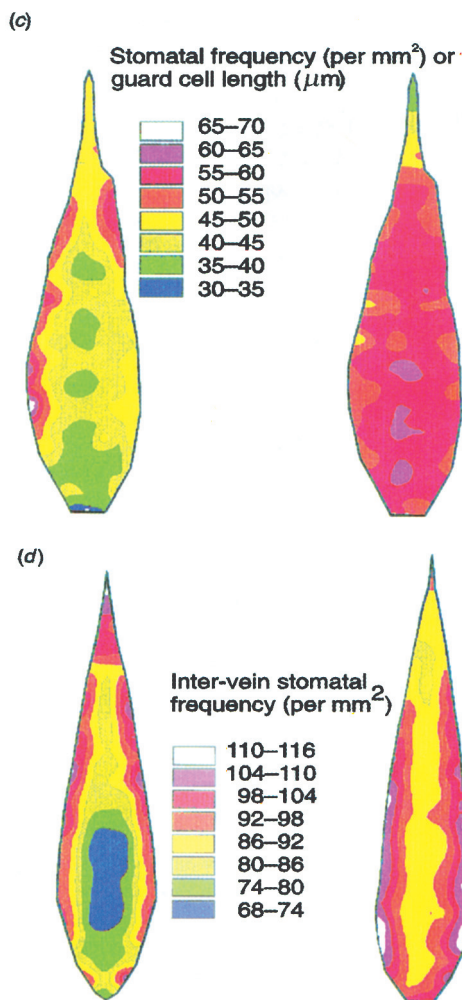 (c)
Stomatal frequency (per mm²) or
guard cell length (μm)
65–70
60–65
55–60
50–55
45–50
40–45
35–40
30–35
(d)
Inter-vein stomatal
frequency (per mm²)
110–116
104–110
98–104
92–98
86–92
80–86
74–80
68–74